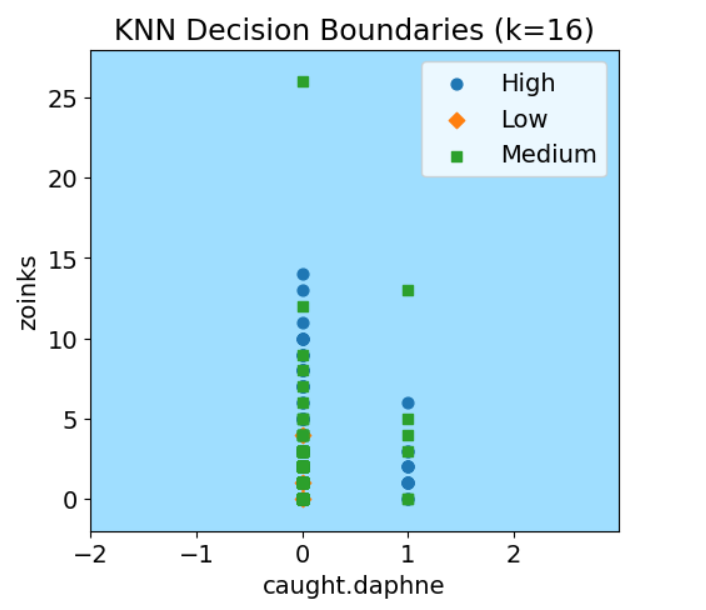 KNN Decision Boundaries (k=16)
High
Low
Medium
25
20
15
10
5
0
zoinks
−2
−1
0
1
2
caught.daphne